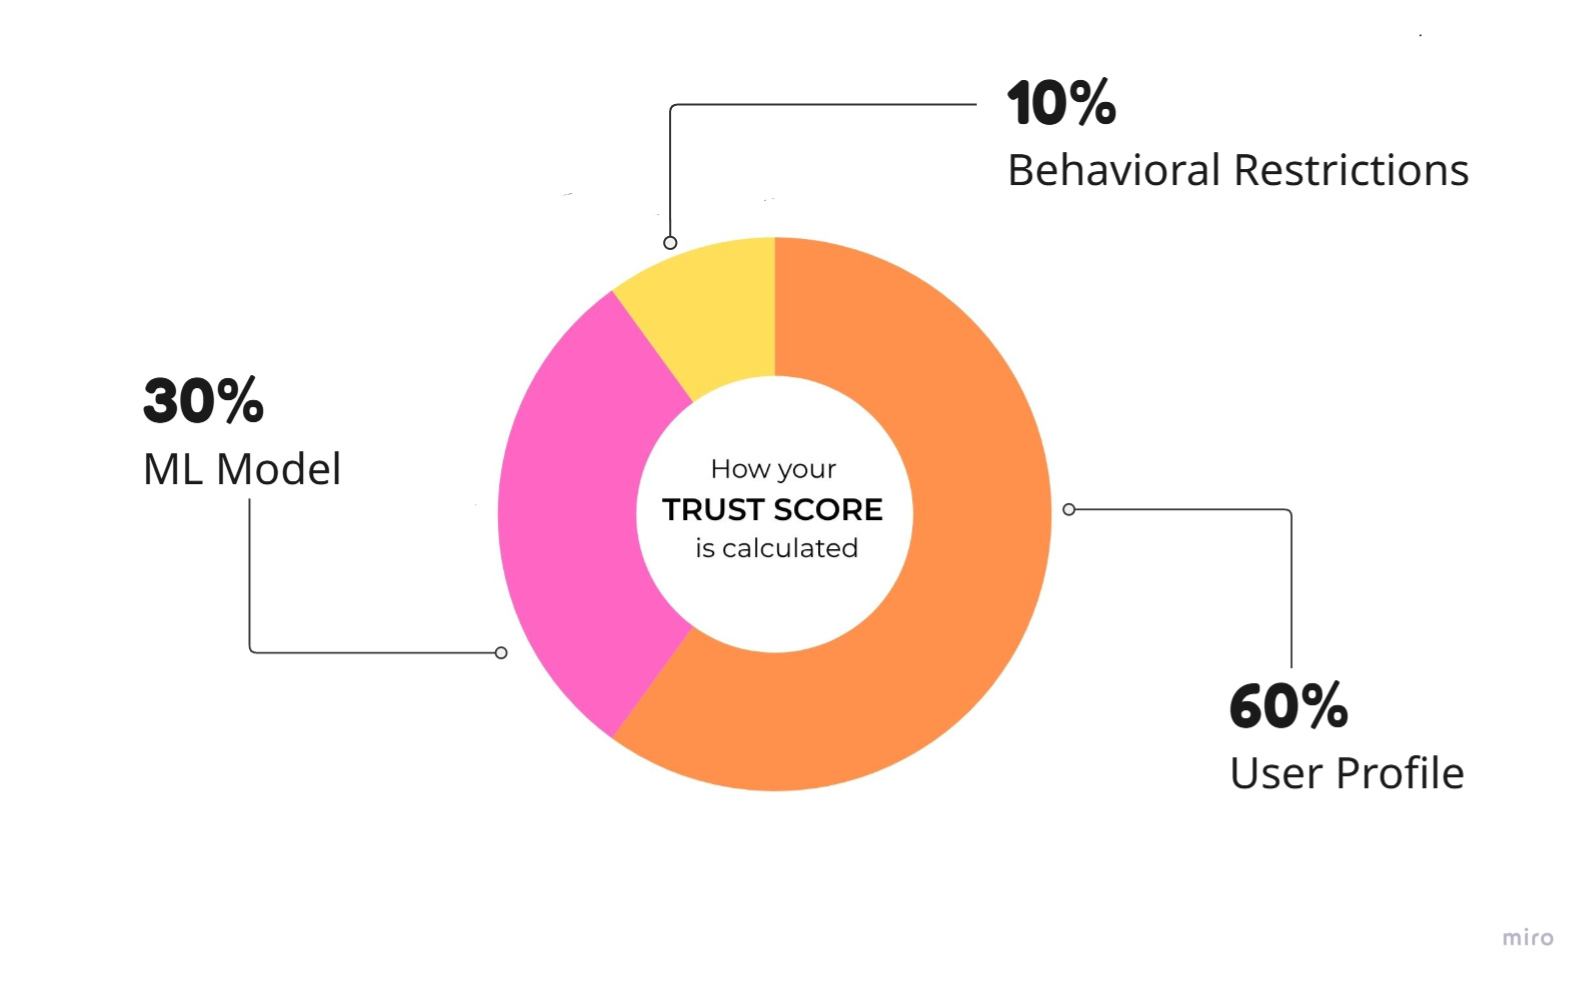 10%
Behavioral Restrictions
30%
ML Model
How your
TRUST SCORE
is calculated
60%
User Profile
miro